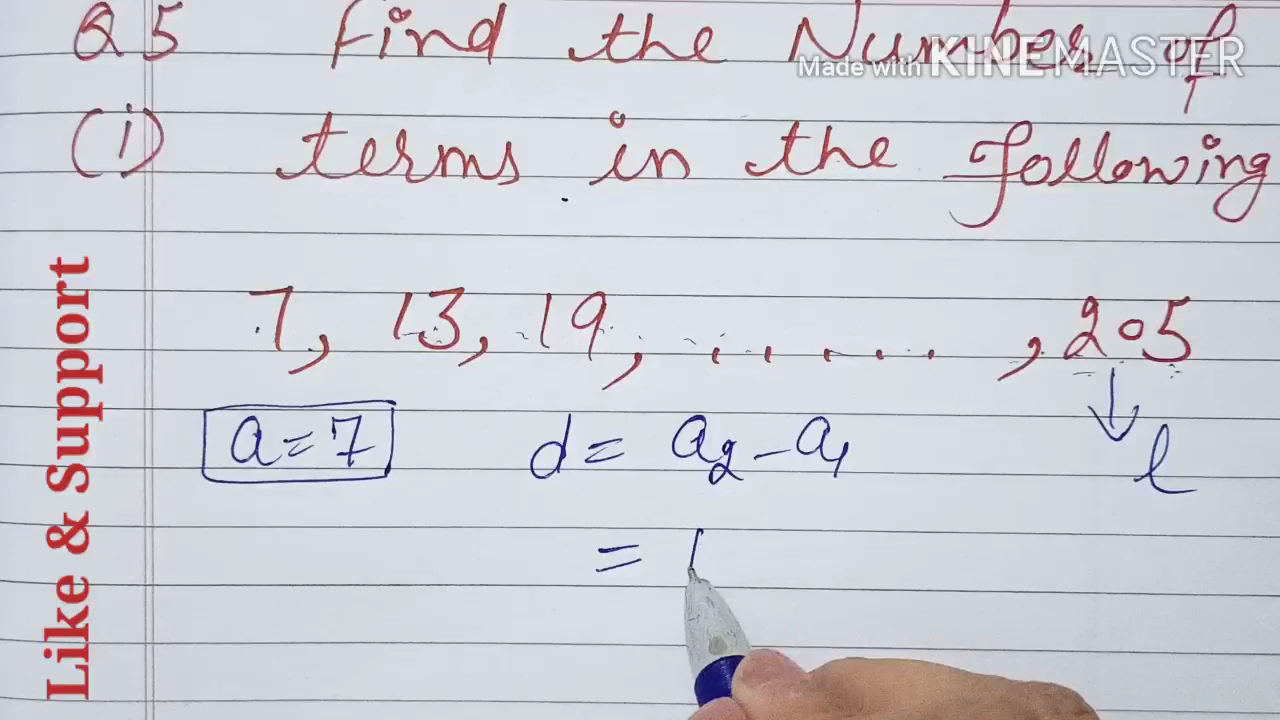 Q5 Find the Number of
Made with KINEMASTER
(i) terms in the following
7, 13, 19, ......, 205
a=7 d= a2-a1 l
=
Like & Support